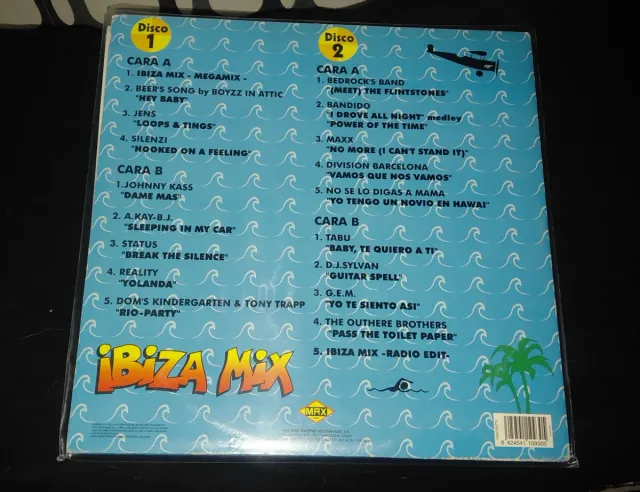 Disco
1
CARA A
1. IBIZA MIX - MEGAMIX -
2. BEER'S SONG by BOYZZ IN ATTIC
"HEY BABY"
3. JENS
"LOOPS & TINGS"
4. SILENZI
"HOOKED ON A FEELING"
CARA B
1.JOHNNY KASS
"DAME MAS"
2. A.KAY-B.J.
"SLEEPING IN MY CAR"
3. STATUS
"BREAK THE SILENCE"
4. REALITY
"YOLANDA"
5. DOM'S KINDERGARTEN & TONY TRAPP
"RIO-PARTY"
iBiZA MiX
Disco
2
CARA A
1. BEDROCK'S BAND
"(MEET) THE FLINTSTONES"
2. BANDIDO
"I DROVE ALL NIGHT" medley
"POWER OF THE TIME"
3. MAXX
"NO MORE (I CAN'T STAND IT)"
4. DIVISION BARCELONA
"VAMOS QUE NOS VAMOS"
5. NO SE LO DIGAS A MAMA
"YO TENGO UN NOVIO EN HAWAI"
CARA B
1. TABU
"BABY, TE QUIERO A TI"
2. D.J.SYLVAN
"GUITAR SPELL"
3. G.E.M.
"YO TE SIENTO ASI"
4. THE OUTHERE BROTHERS
"PASS THE TOILET PAPER"
5. IBIZA MIX -RADIO EDIT-
MAX
8 424541 109305